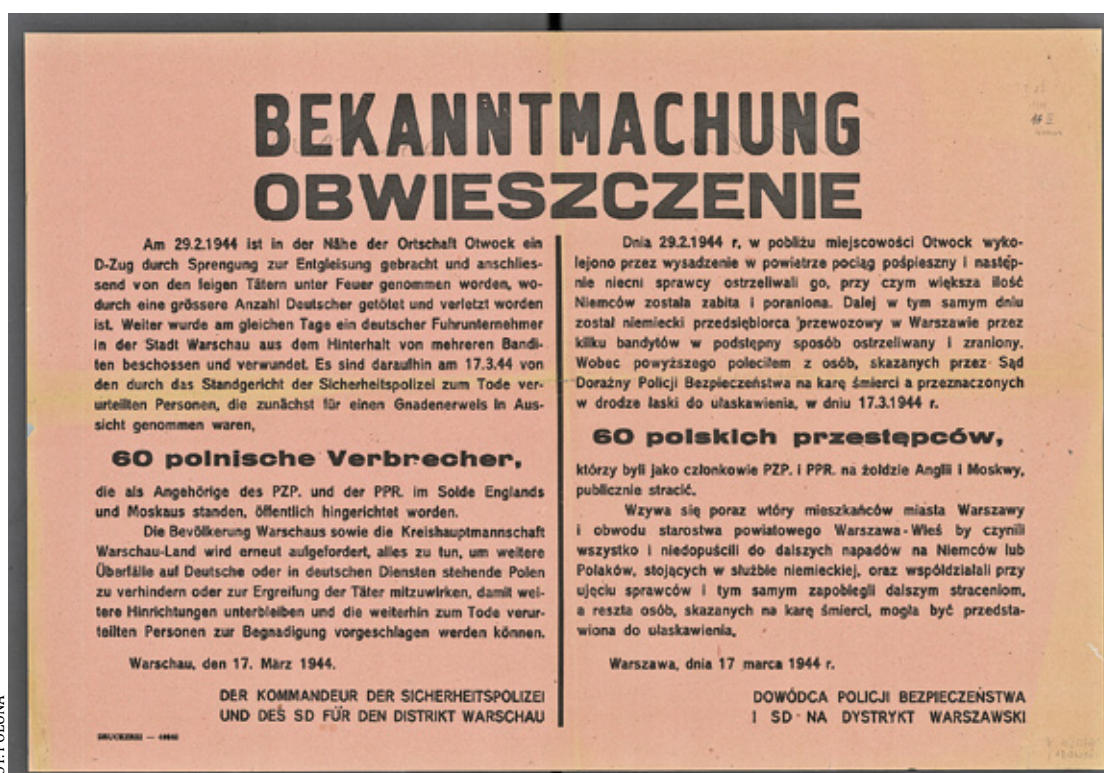 BEKANNTMACHUNG
OBWIESZCZENIE
Am 29.2.1944 ist in der Nähe der Ortschaft Otwock ein
D-Zug durch Sprengung zur Entgleisung gebracht und anschlies-
send von den feigen Tätern unter Feuer genommen worden, wo-
durch eine grössere Anzahl Deutscher getötet und verletzt worden
ist. Weiter wurde am gleichen Tage ein deutscher Fuhrunternehmer
in der Stadt Warschau aus dem Hinterhalt von mehreren Bandi-
ten beschossen und verwundet. Es sind daraufhin am 17.3.44 von
den durch das Standgericht der Sicherheitspolizei zum Tode ver-
urteilten Personen, die zunächst für einen Gnadenerweis in Aus-
sicht genommen waren,
60 polnische Verbrecher,
die als Angehörige des PZP. und der PPR. im Solde Englands
und Moskaus standen, öffentlich hingerichtet worden.
Die Bevölkerung Warschaus sowie die Kreishauptmannschaft
Warschau-Land wird erneut aufgefordert, alles zu tun, um weitere
Überfälle auf Deutsche oder in deutschen Diensten stehende Polen
zu verhindern oder zur Ergreifung der Täter mitzuwirken, damit wei-
tere Hinrichtungen unterbleiben und die weiterhin zum Tode verur-
teilten Personen zur Begnadigung vorgeschlagen werden können.
Warschau, den 17. März 1944.
DER KOMMANDEUR DER SICHERHEITSPOLIZEI
UND DES SD FÜR DEN DISTRIKT WARSCHAU
Dnia 29.2.1944 r. w pobliżu miejscowości Otwock wyko-
lejono przez wysadzenie w powietrze pociąg pośpieszny i następ-
nie niecni sprawcy ostrzeliwali go, przy czym większa ilość
Niemców została zabita i poraniona. Dalej w tym samym dniu
został niemiecki przedsiębiorca przewozowy w Warszawie przez
kilku bandytów w podstępny sposób ostrzeliwany i zraniony.
Wobec powyższego poleciłem z osób, skazanych przez Sąd
Doraźny Policji Bezpieczeństwa na karę śmierci a przeznaczonych
w drodze łaski do ułaskawienia, w dniu 17.3.1944 r.
60 polskich przestępców,
którzy byli jako członkowie PZP. i PPR. na żołdzie Anglii i Moskwy,
publicznie stracić.
Wzywa się poraz wtóry mieszkańców miasta Warszawy
i obwodu starostwa powiatowego Warszawa-Wieś by czynili
wszystko i niedopuścili do dalszych napadów na Niemców lub
Polaków, stojących w służbie niemieckiej, oraz współdziałali przy
ujęciu sprawców i tym samym zapobiegli dalszym straceniom,
a reszta osób, skazanych na karę śmierci, mogła być przedsta-
wiona do ułaskawienia.
Warszawa, dnia 17 marca 1944 r.
DOWÓDCA POLICJI BEZPIECZEŃSTWA
I SD NA DYSTRYKT WARSZAWSKI
DRUCKEREI —
POLONA